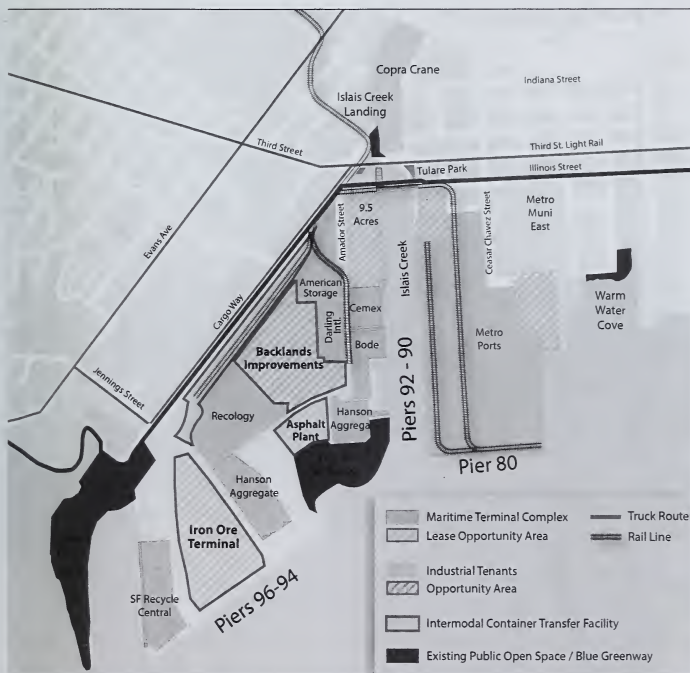 Copra Crane
Indiana Street
Islais Creek
Landing
Third Street
Third St. Light Rail
Illinois Street
Tulare Park
Evans Ave
Amador Street
9.5
Acres
Islais Creek
Ceasar Chavez Street
Metro
Muni
East
Cargo Way
American
Storage
Darling
Intl.
Cemex
Bode
Warm
Water
Cove
Metro
Ports
Backlands
Improvements
Jennings Street
Recology
Asphalt
Plant
Hanson
Aggrega
Piers 92 - 90
Pier 80
Hanson
Aggregate
Iron Ore
Terminal
SF Recycle
Central
Piers 96-94
Maritime Terminal Complex
Truck Route
Lease Opportunity Area
Rail Line
Industrial Tenants
Opportunity Area
Intermodal Container Transfer Facility
Existing Public Open Space / Blue Greenway